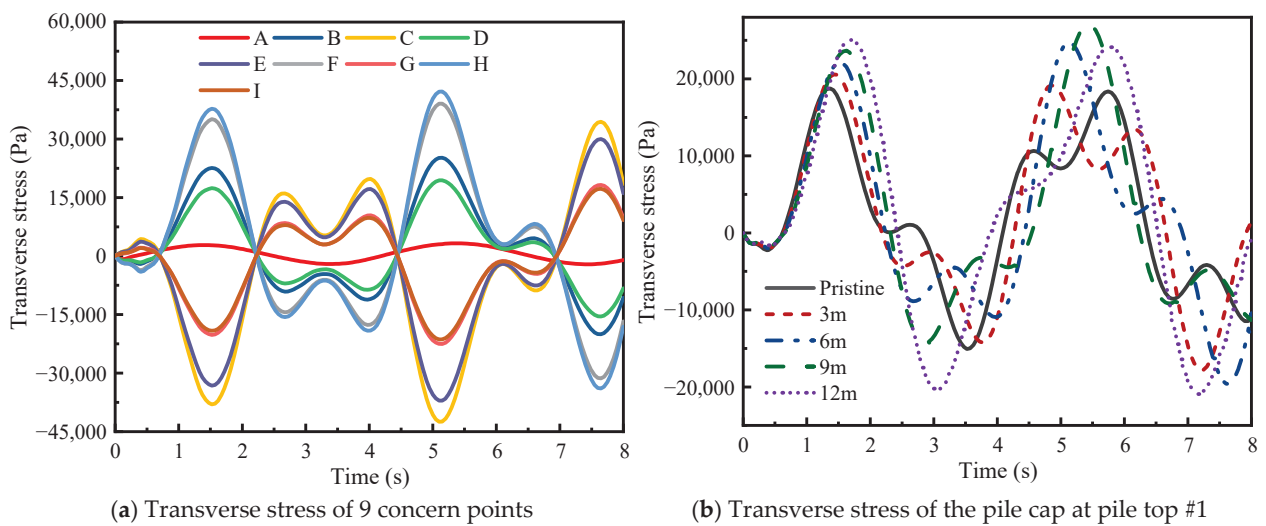 60,000
45,000
30,000
15,000
0
−15,000
−30,000
−45,000
Transverse stress (Pa)
A B C D
E F G H
I
0 1 2 3 4 5 6 7 8
Time (s)
(a) Transverse stress of 9 concern points
20,000
10,000
0
−10,000
−20,000
Transverse stress (Pa)
Pristine
3m
6m
9m
12m
0 1 2 3 4 5 6 7 8
Time (s)
(b) Transverse stress of the pile cap at pile top #1